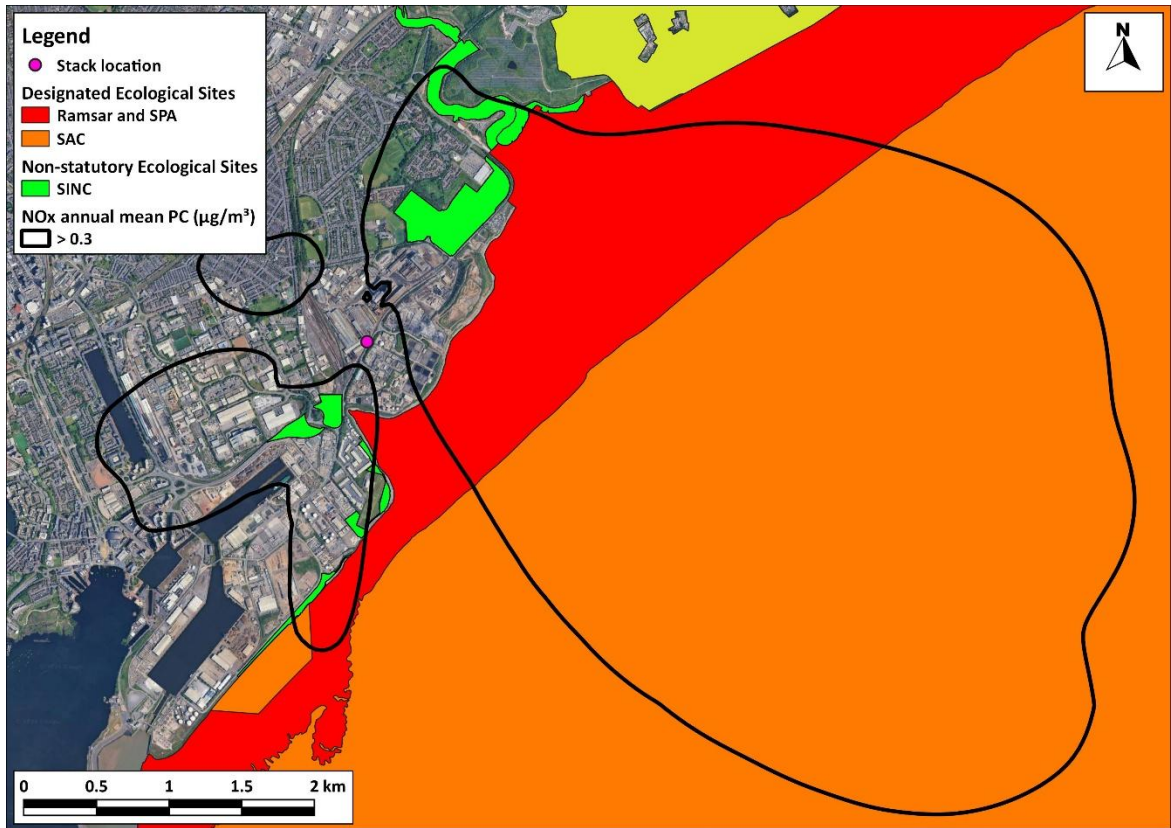 Legend
Stack location
Designated Ecological Sites
Ramsar and SPA
SAC
Non-statutory Ecological Sites
SINC
NOx annual mean PC (µg/m³)
> 0.3
N
0 0.5 1 1.5 2 km